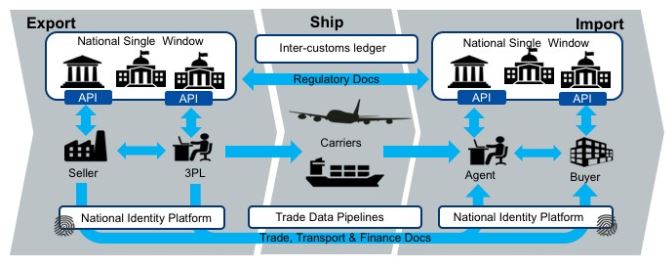 Export
Ship
Import
National Single Window
Inter-customs ledger
National Single Window
Regulatory Docs
API
API
API
API
Carriers
Seller
3PL
Agent
Buyer
National Identity Platform
Trade Data Pipelines
National Identity Platform
Trade, Transport & Finance Docs